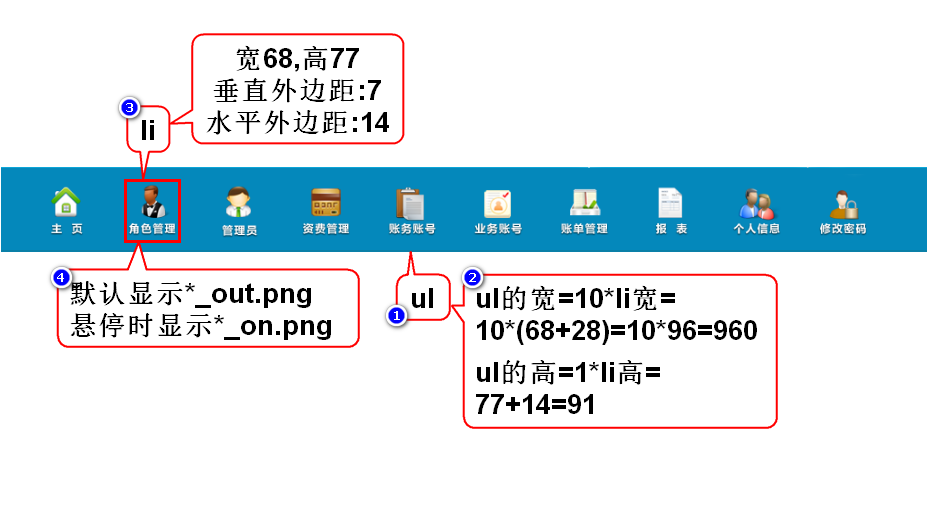 宽68,高77
垂直外边距:7
水平外边距:14
3
li
主 页
角色管理
管理员
资费管理
账务账号
业务账号
账单管理
报 表
个人信息
修改密码
4
默认显示*_out.png
悬停时显示*_on.png
1
ul
2
ul的宽=10*li宽=
10*(68+28)=10*96=960
ul的高=1*li高=
77+14=91